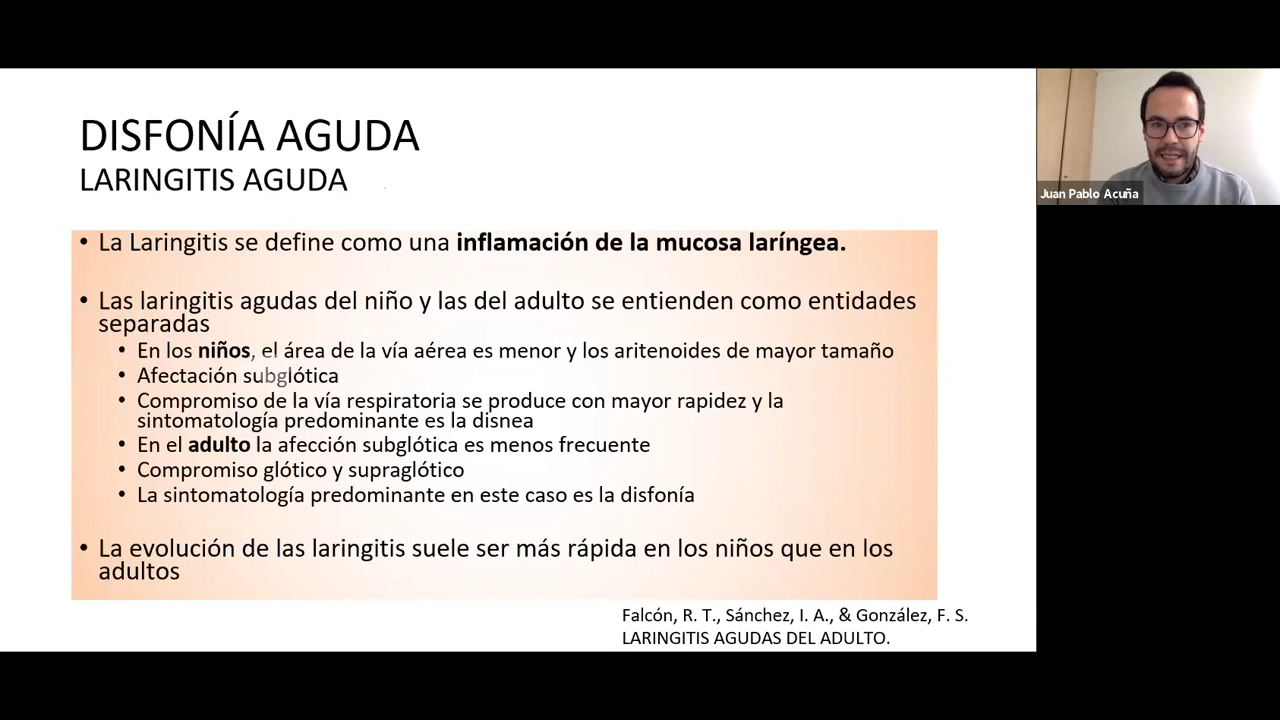 DISFONÍA AGUDA
LARINGITIS AGUDA
Juan Pablo Acuña
• La Laringitis se define como una inflamación de la mucosa laríngea.
• Las laringitis agudas del niño y las del adulto se entienden como entidades
separadas
• En los niños, el área de la vía aérea es menor y los aritenoides de mayor tamaño
• Afectación subglótica
• Compromiso de la vía respiratoria se produce con mayor rapidez y la
sintomatología predominante es la disnea
• En el adulto la afección subglótica es menos frecuente
• Compromiso glótico y supraglótico
• La sintomatología predominante en este caso es la disfonía
• La evolución de las laringitis suele ser más rápida en los niños que en los
adultos
Falcón, R. T., Sánchez, I. A., & González, F. S.
LARINGITIS AGUDAS DEL ADULTO.